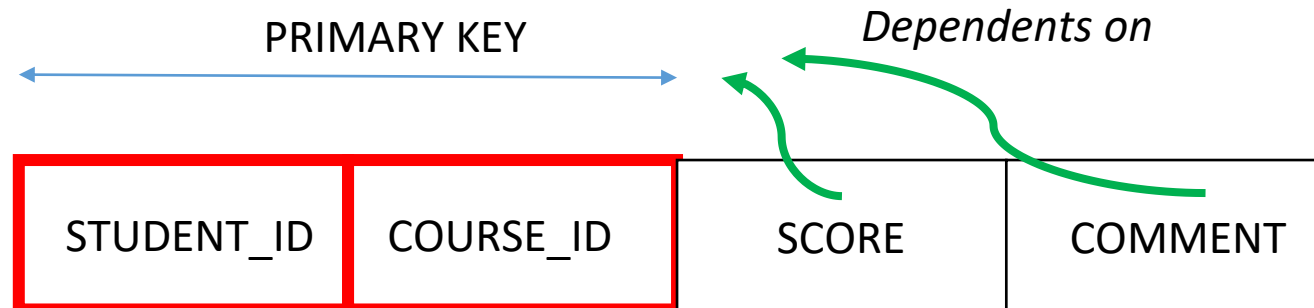 PRIMARY KEY
Dependents on
STUDENT_ID
COURSE_ID
SCORE
COMMENT